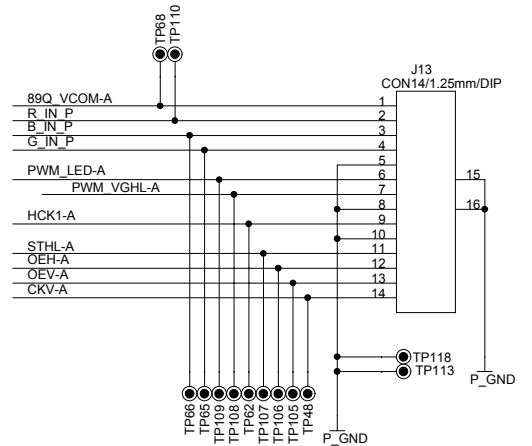 TP68
TP110
J13
CON14/1.25mm/DIP
89Q_VCOM-A
1
R_IN_P
2
B_IN_P
3
G_IN_P
4
5
PWM_LED-A
6
15
PWM_VGHL-A
7
8
16
HCK1-A
9
10
STHL-A
11
OEH-A
12
OEV-A
13
CKV-A
14
TP118
TP113
P_GND
TP66
TP65
TP109
TP108
TP62
TP107
TP106
TP105
TP48
P_GND